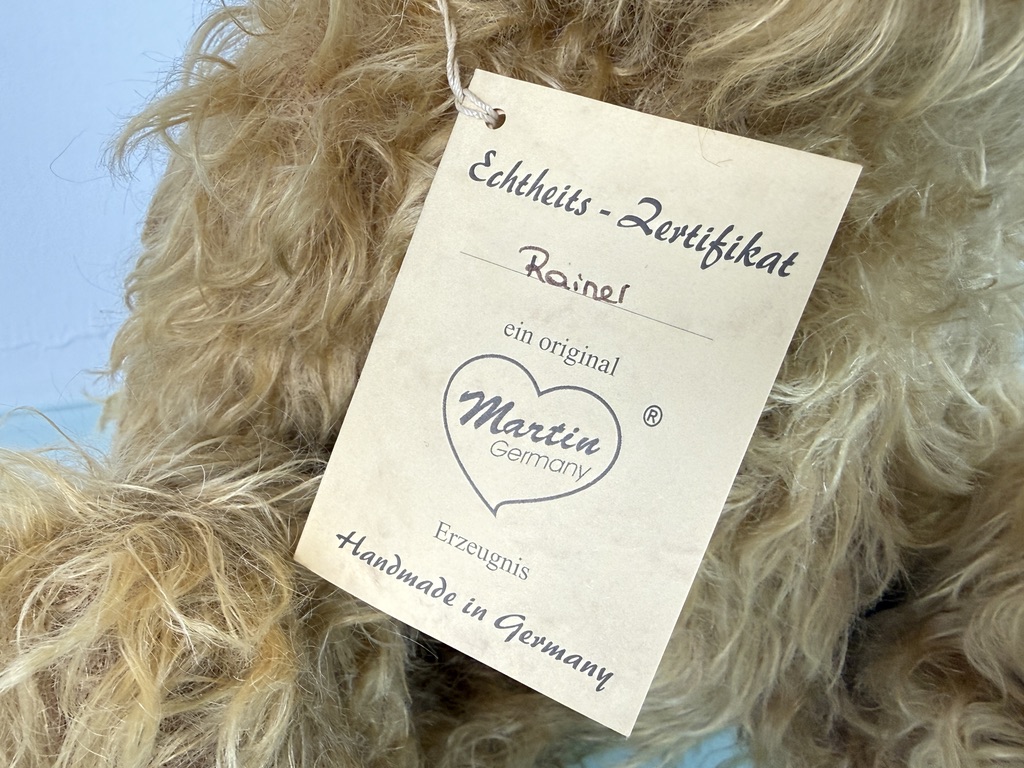 Echtheits - Zertifikat
Rainer
ein original
Martin
®
Germany
Erzeugnis
Handmade in Germany